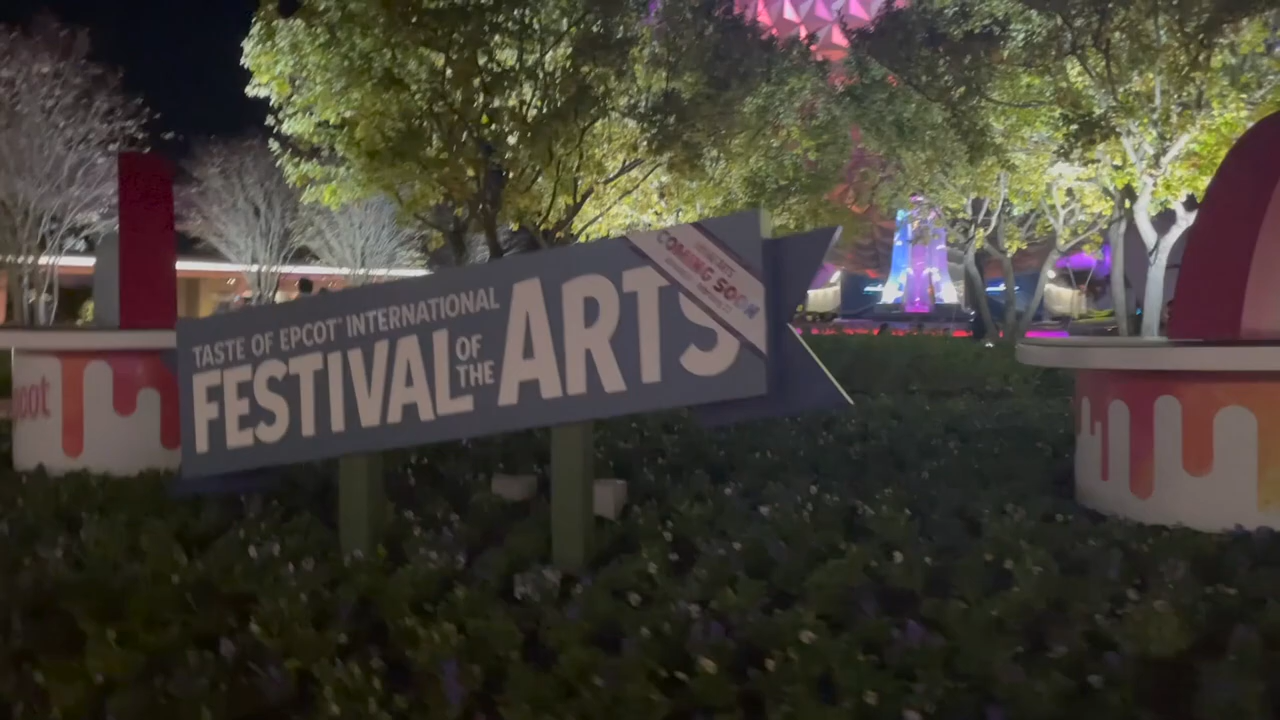 TASTE OF EPCOT INTERNATIONAL
FESTIVAL OF THE ARTS
COMING SOON